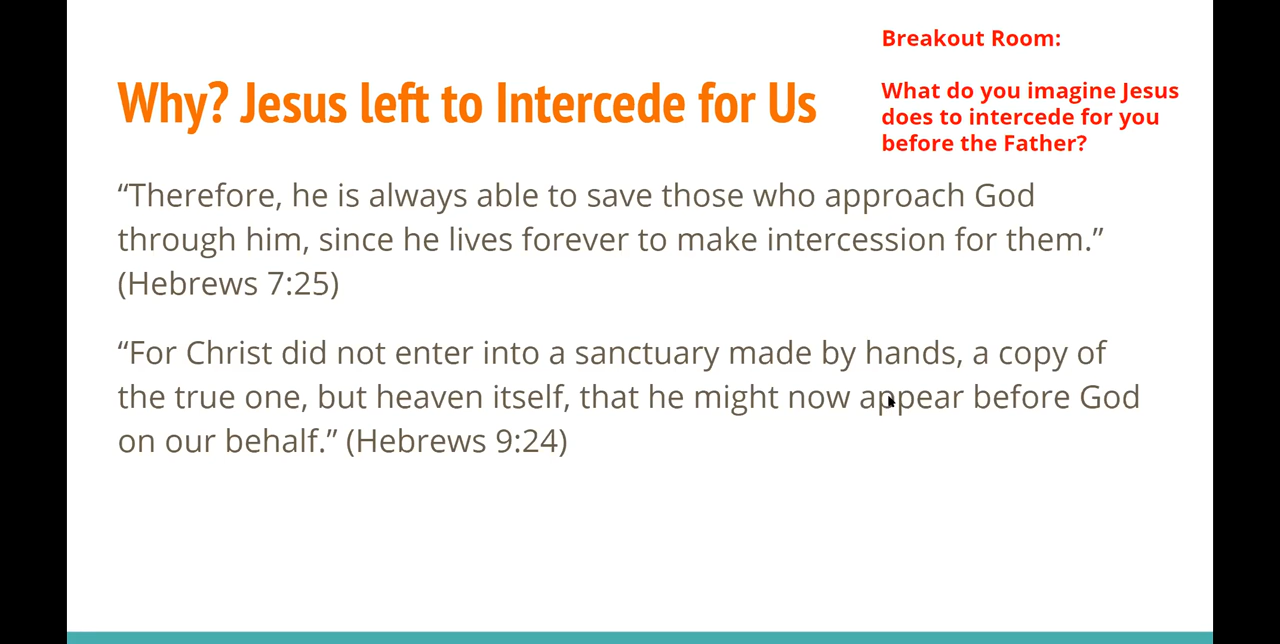 Breakout Room:
What do you imagine Jesus
does to intercede for you
before the Father?
Why? Jesus left to Intercede for Us
“Therefore, he is always able to save those who approach God
through him, since he lives forever to make intercession for them.”
(Hebrews 7:25)
“For Christ did not enter into a sanctuary made by hands, a copy of
the true one, but heaven itself, that he might now appear before God
on our behalf.” (Hebrews 9:24)